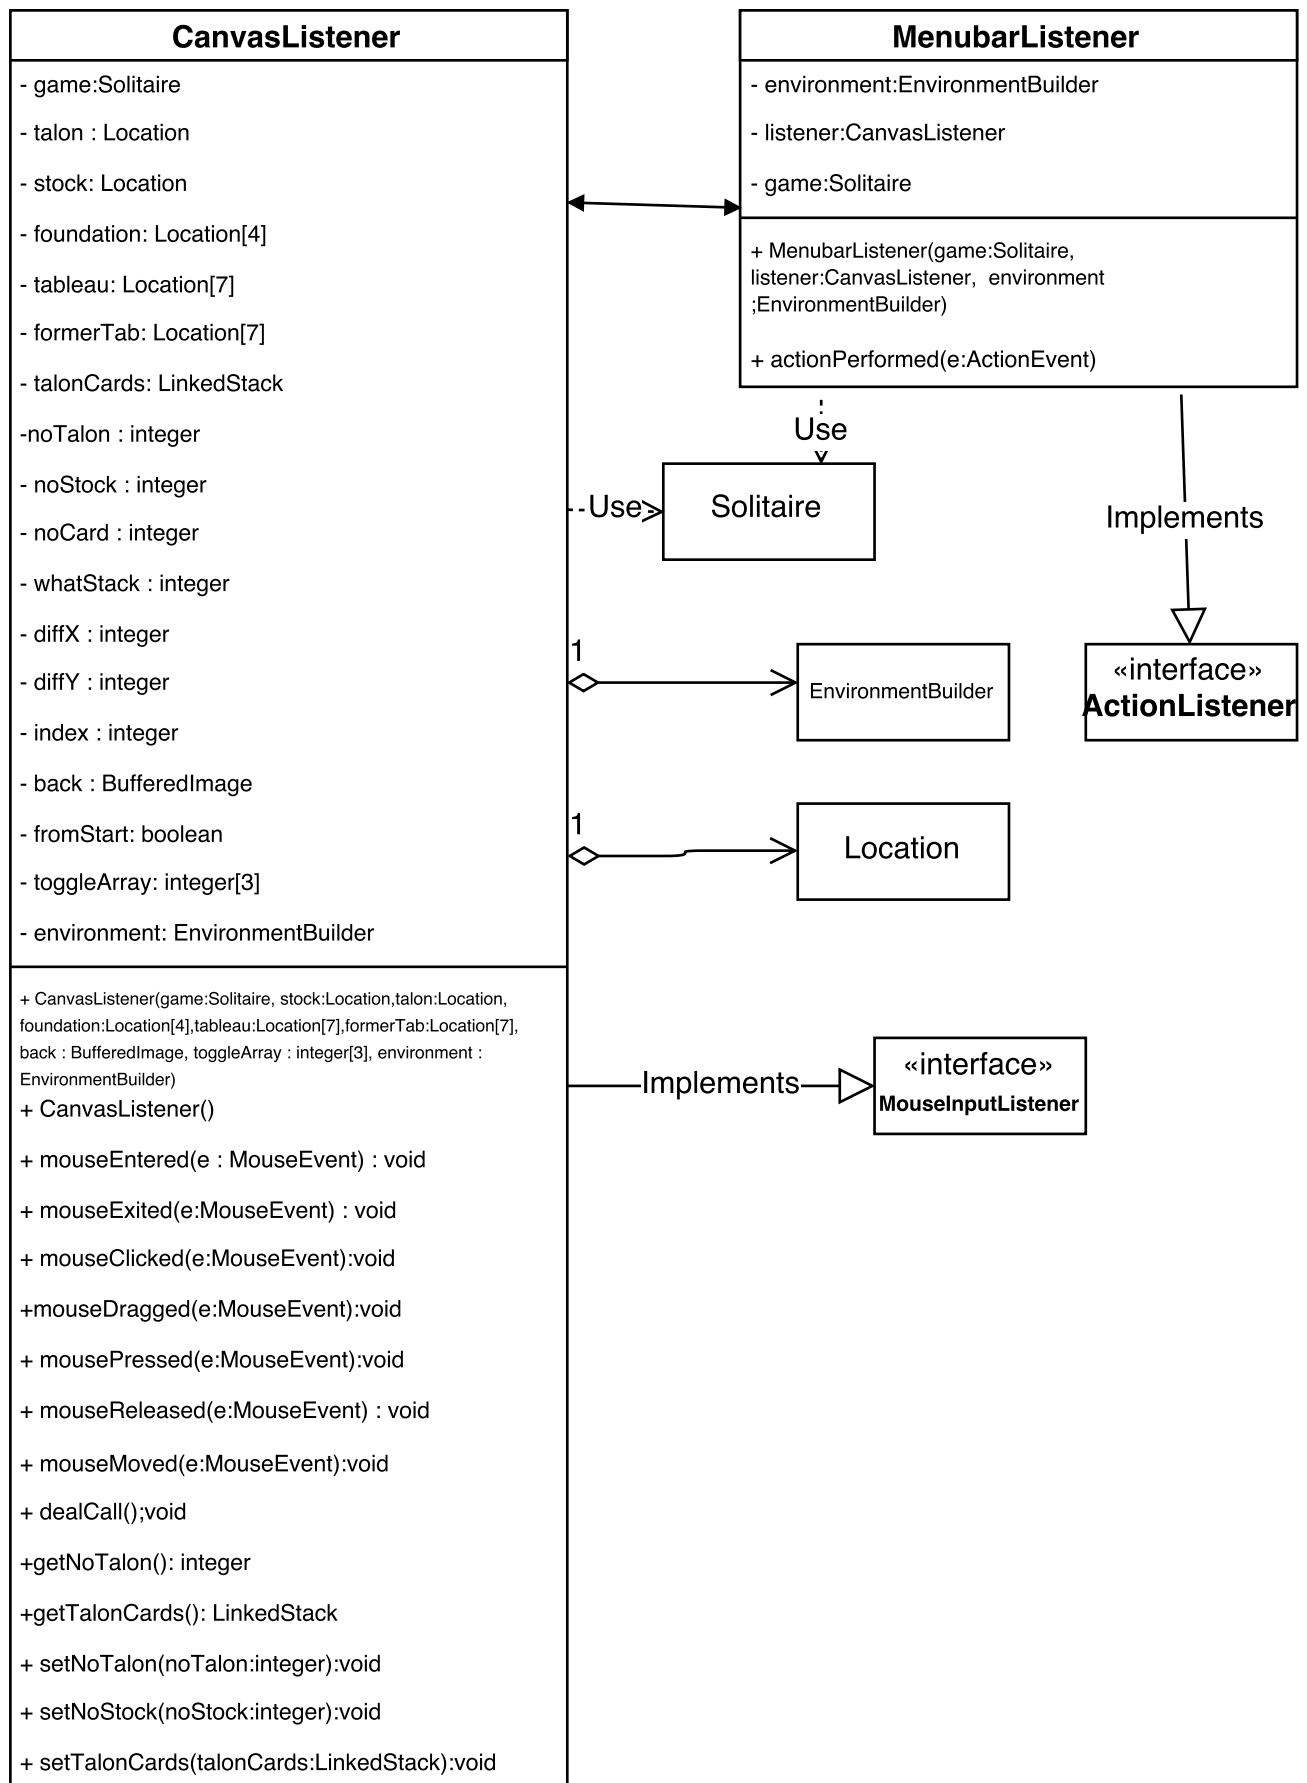 CanvasListener
- game:Solitaire
- talon : Location
- stock: Location
- foundation: Location[4]
- tableau: Location[7]
- formerTab: Location[7]
- talonCards: LinkedStack
-noTalon : integer
- noStock : integer
- noCard : integer
- whatStack : integer
- diffX : integer
- diffY : integer
- index : integer
- back : BufferedImage
- fromStart: boolean
- toggleArray: integer[3]
- environment: EnvironmentBuilder
+ CanvasListener(game:Solitaire, stock:Location,talon:Location,
foundation:Location[4],tableau:Location[7],formerTab:Location[7],
back : BufferedImage, toggleArray : integer[3], environment :
EnvironmentBuilder)
+ CanvasListener()
+ mouseEntered(e : MouseEvent) : void
+ mouseExited(e:MouseEvent) : void
+ mouseClicked(e:MouseEvent):void
+mouseDragged(e:MouseEvent):void
+ mousePressed(e:MouseEvent):void
+ mouseReleased(e:MouseEvent) : void
+ mouseMoved(e:MouseEvent):void
+ dealCall();void
+getNoTalon(): integer
+getTalonCards(): LinkedStack
+ setNoTalon(noTalon:integer):void
+ setNoStock(noStock:integer):void
+ setTalonCards(talonCards:LinkedStack):void
MenubarListener
- environment:EnvironmentBuilder
- listener:CanvasListener
- game:Solitaire
+ MenubarListener(game:Solitaire,
listener:CanvasListener, environment
;EnvironmentBuilder)
+ actionPerformed(e:ActionEvent)
Use
Use
Solitaire
Implements
1
EnvironmentBuilder
«interface»
ActionListener
1
Location
Implements
«interface»
MouseInputListener